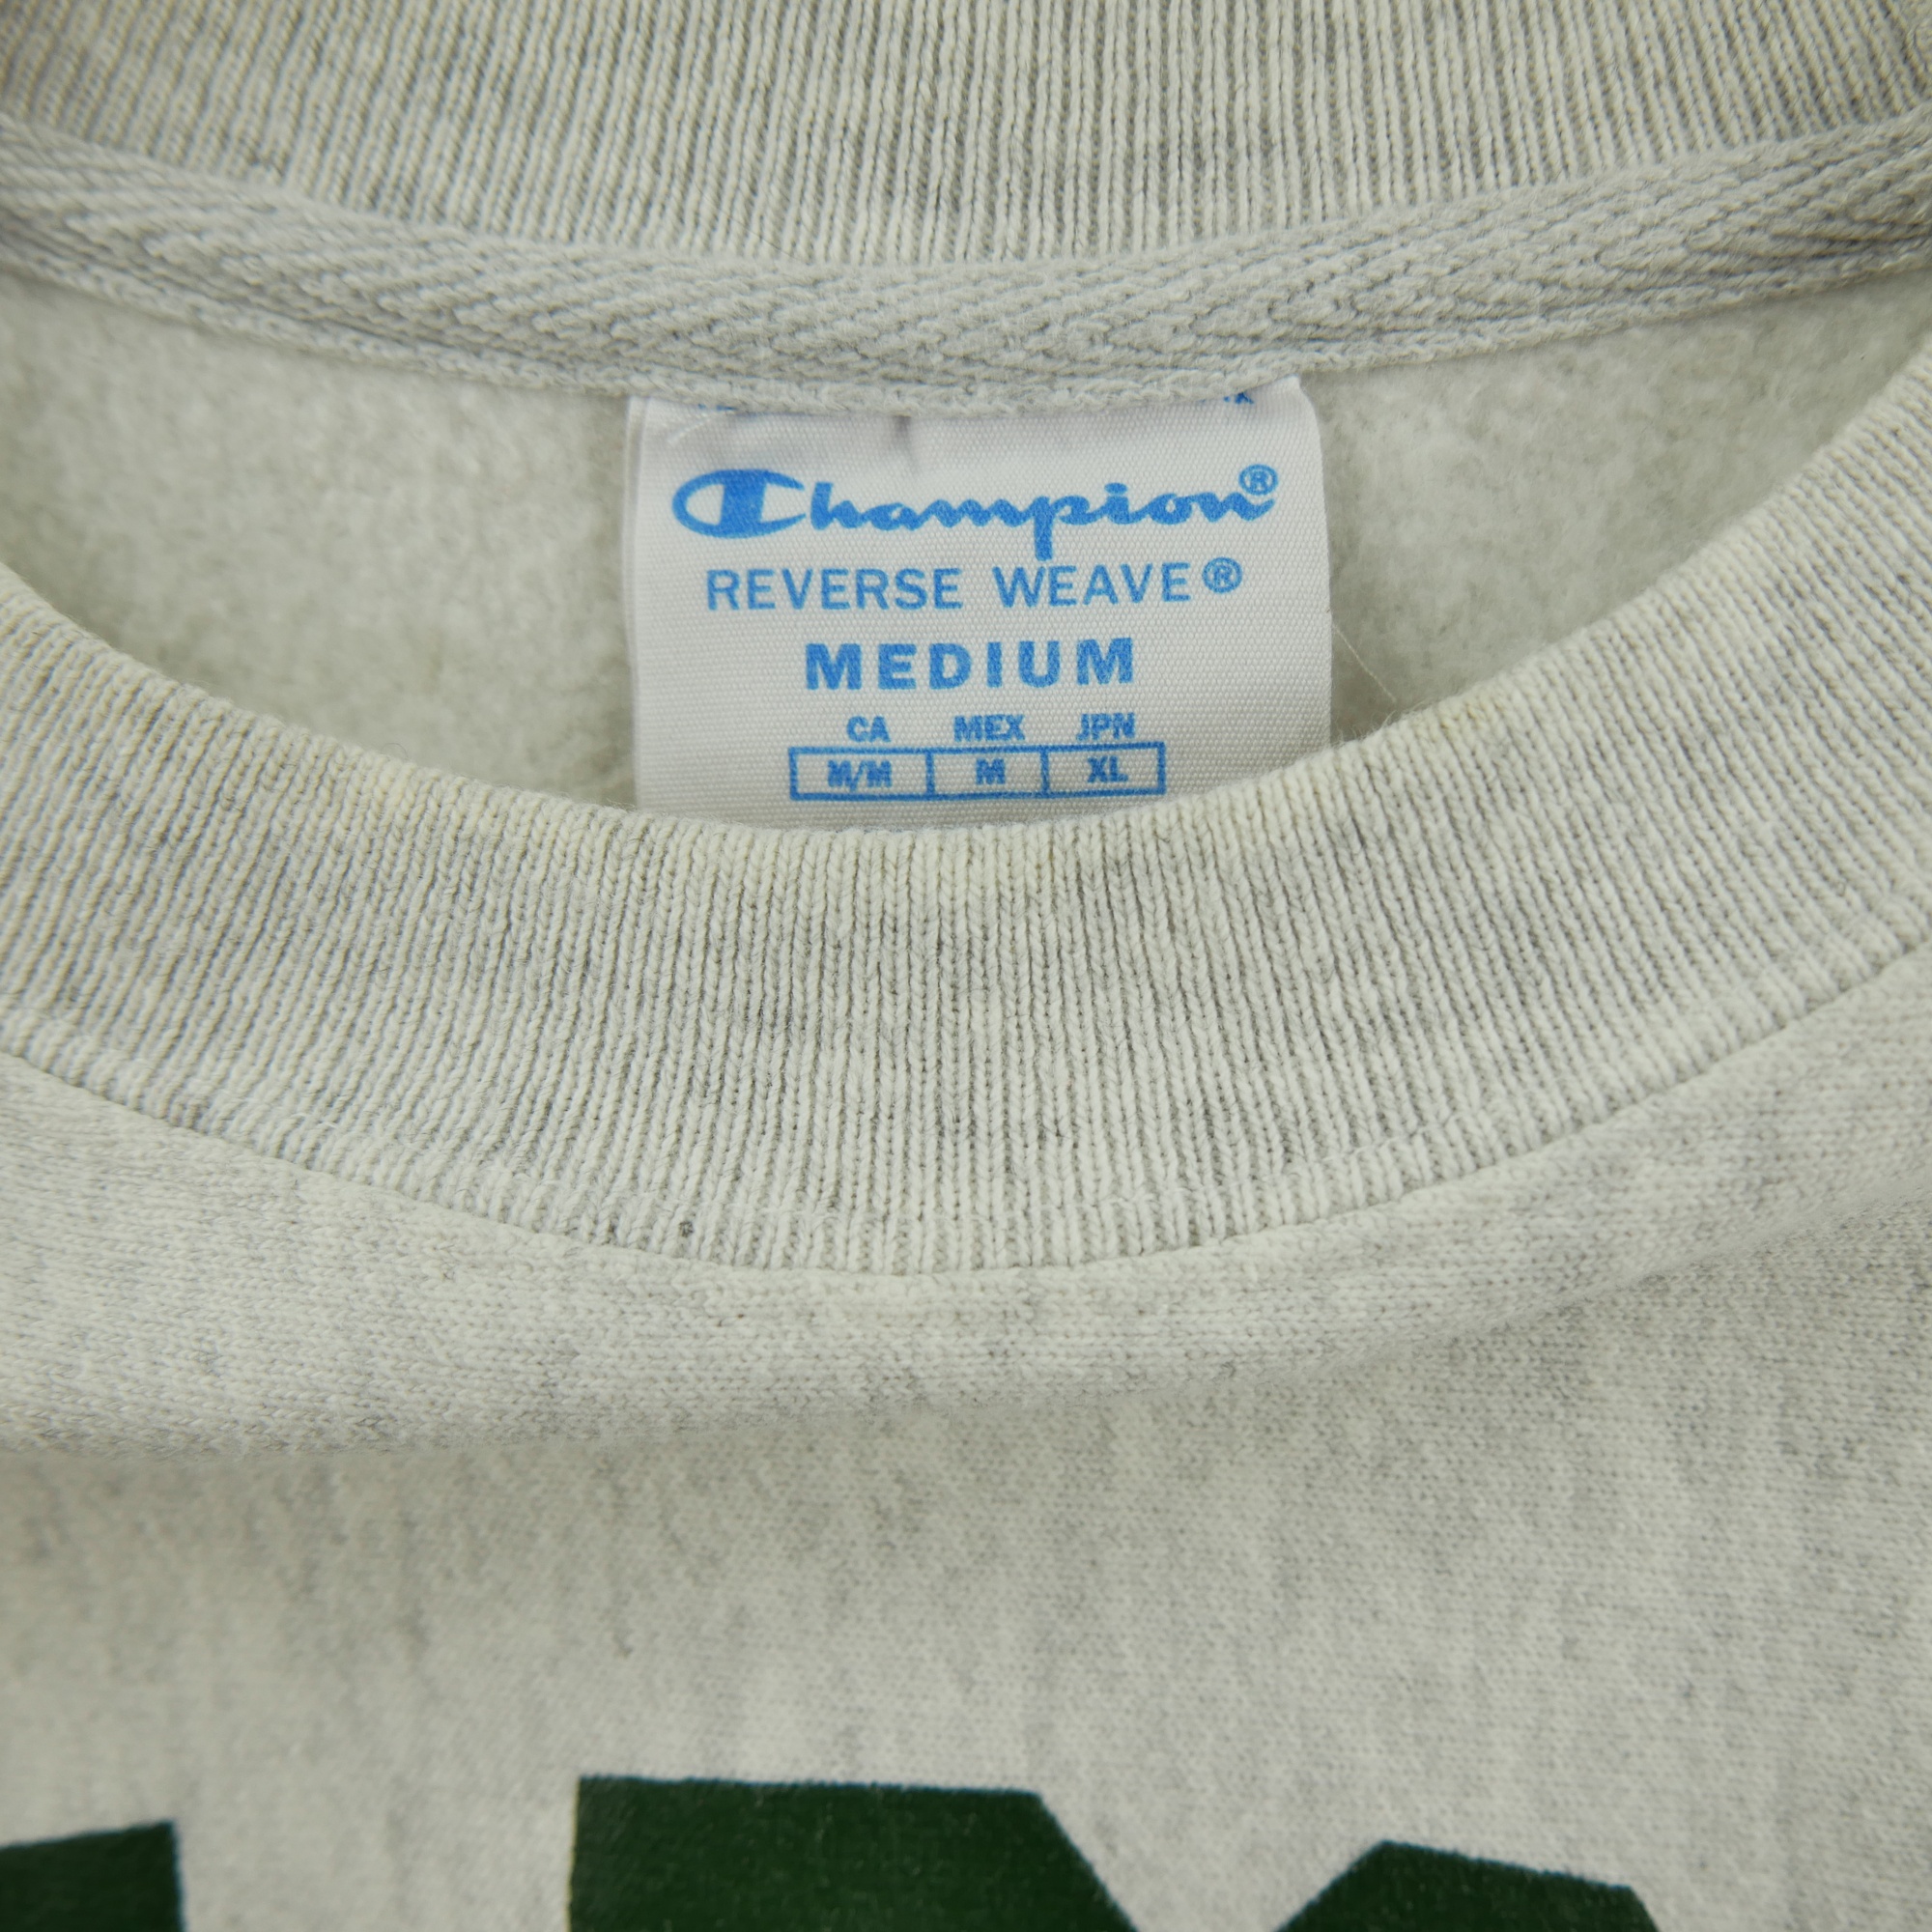 Champion®
REVERSE WEAVE®
MEDIUM
CA MEX JPN
M/M M XL